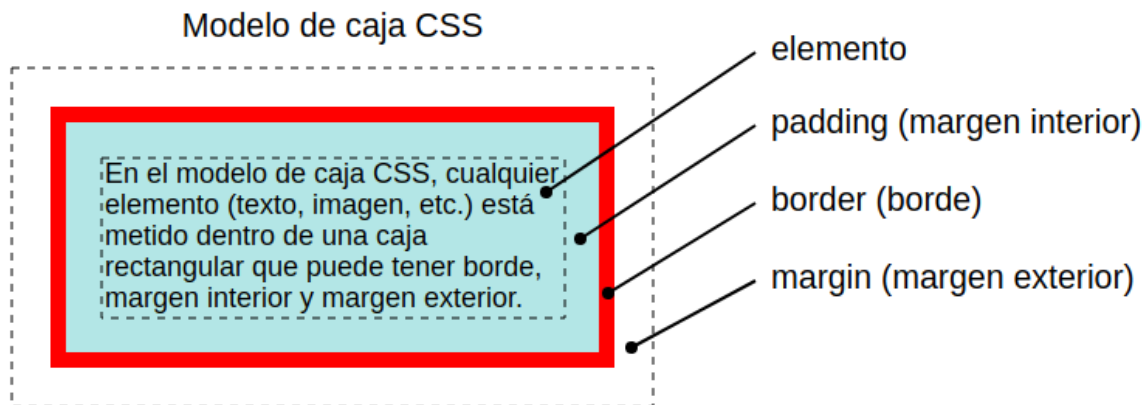 Modelo de caja CSS
elemento
padding (margen interior)
border (borde)
margin (margen exterior)
En el modelo de caja CSS, cualquier
elemento (texto, imagen, etc.) está
metido dentro de una caja
rectangular que puede tener borde,
margen interior y margen exterior.